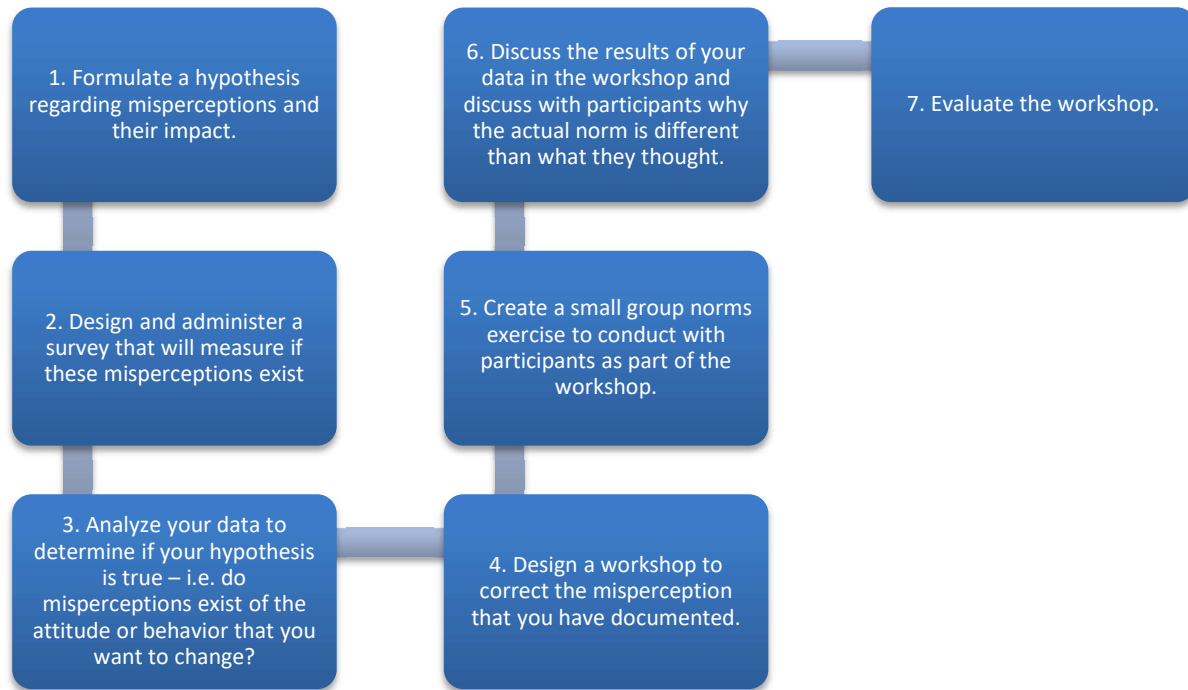 1. Formulate a hypothesis
regarding misperceptions and
their impact.
2. Design and administer a
survey that will measure if
these misperceptions exist
3. Analyze your data to
determine if your hypothesis
is true – i.e. do
misperceptions exist of the
attitude or behavior that you
want to change?
4. Design a workshop to
correct the misperception
that you have documented.
5. Create a small group norms
exercise to conduct with
participants as part of the
workshop.
6. Discuss the results of your
data in the workshop and
discuss with participants why
the actual norm is different
than what they thought.
7. Evaluate the workshop.